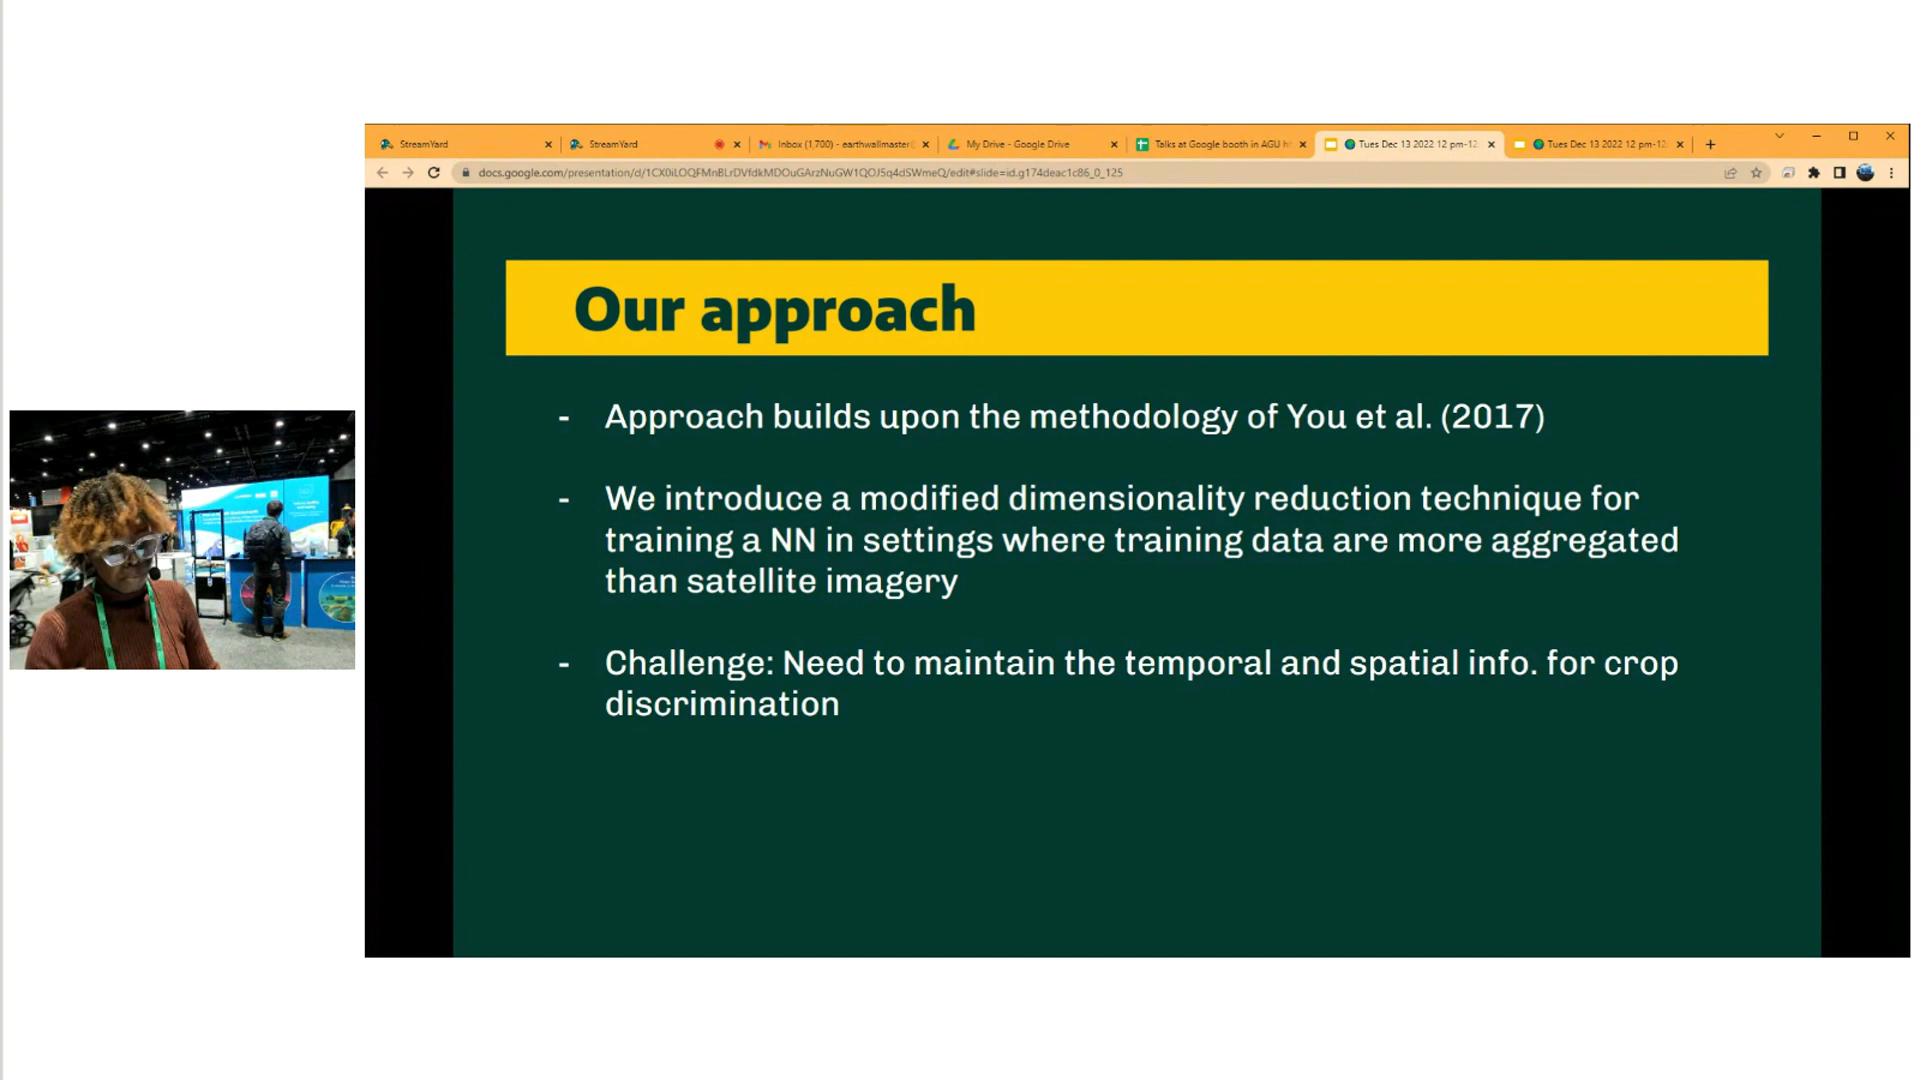 StreamYard
StreamYard
Inbox (1,700) - earthwallmaster
My Drive - Google Drive
Talks at Google booth in AGU h
Tues Dec 13 2022 12 pm-12
Tues Dec 13 2022 12 pm-12
docs.google.com/presentation/d/1CX0iLOQFMnBLrDVfdkMDOuGArzNuGW1QOJ5q4dSWmeQ/edit#slide=id.g174deac1c86_0_125
Our approach
- Approach builds upon the methodology of You et al. (2017)
- We introduce a modified dimensionality reduction technique for
training a NN in settings where training data are more aggregated
than satellite imagery
- Challenge: Need to maintain the temporal and spatial info. for crop
discrimination